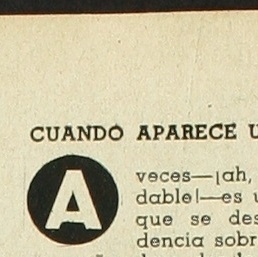 CUANDO APARECE U
A
veces—¡ah,
dable!—es u
que se des
dencia sobr